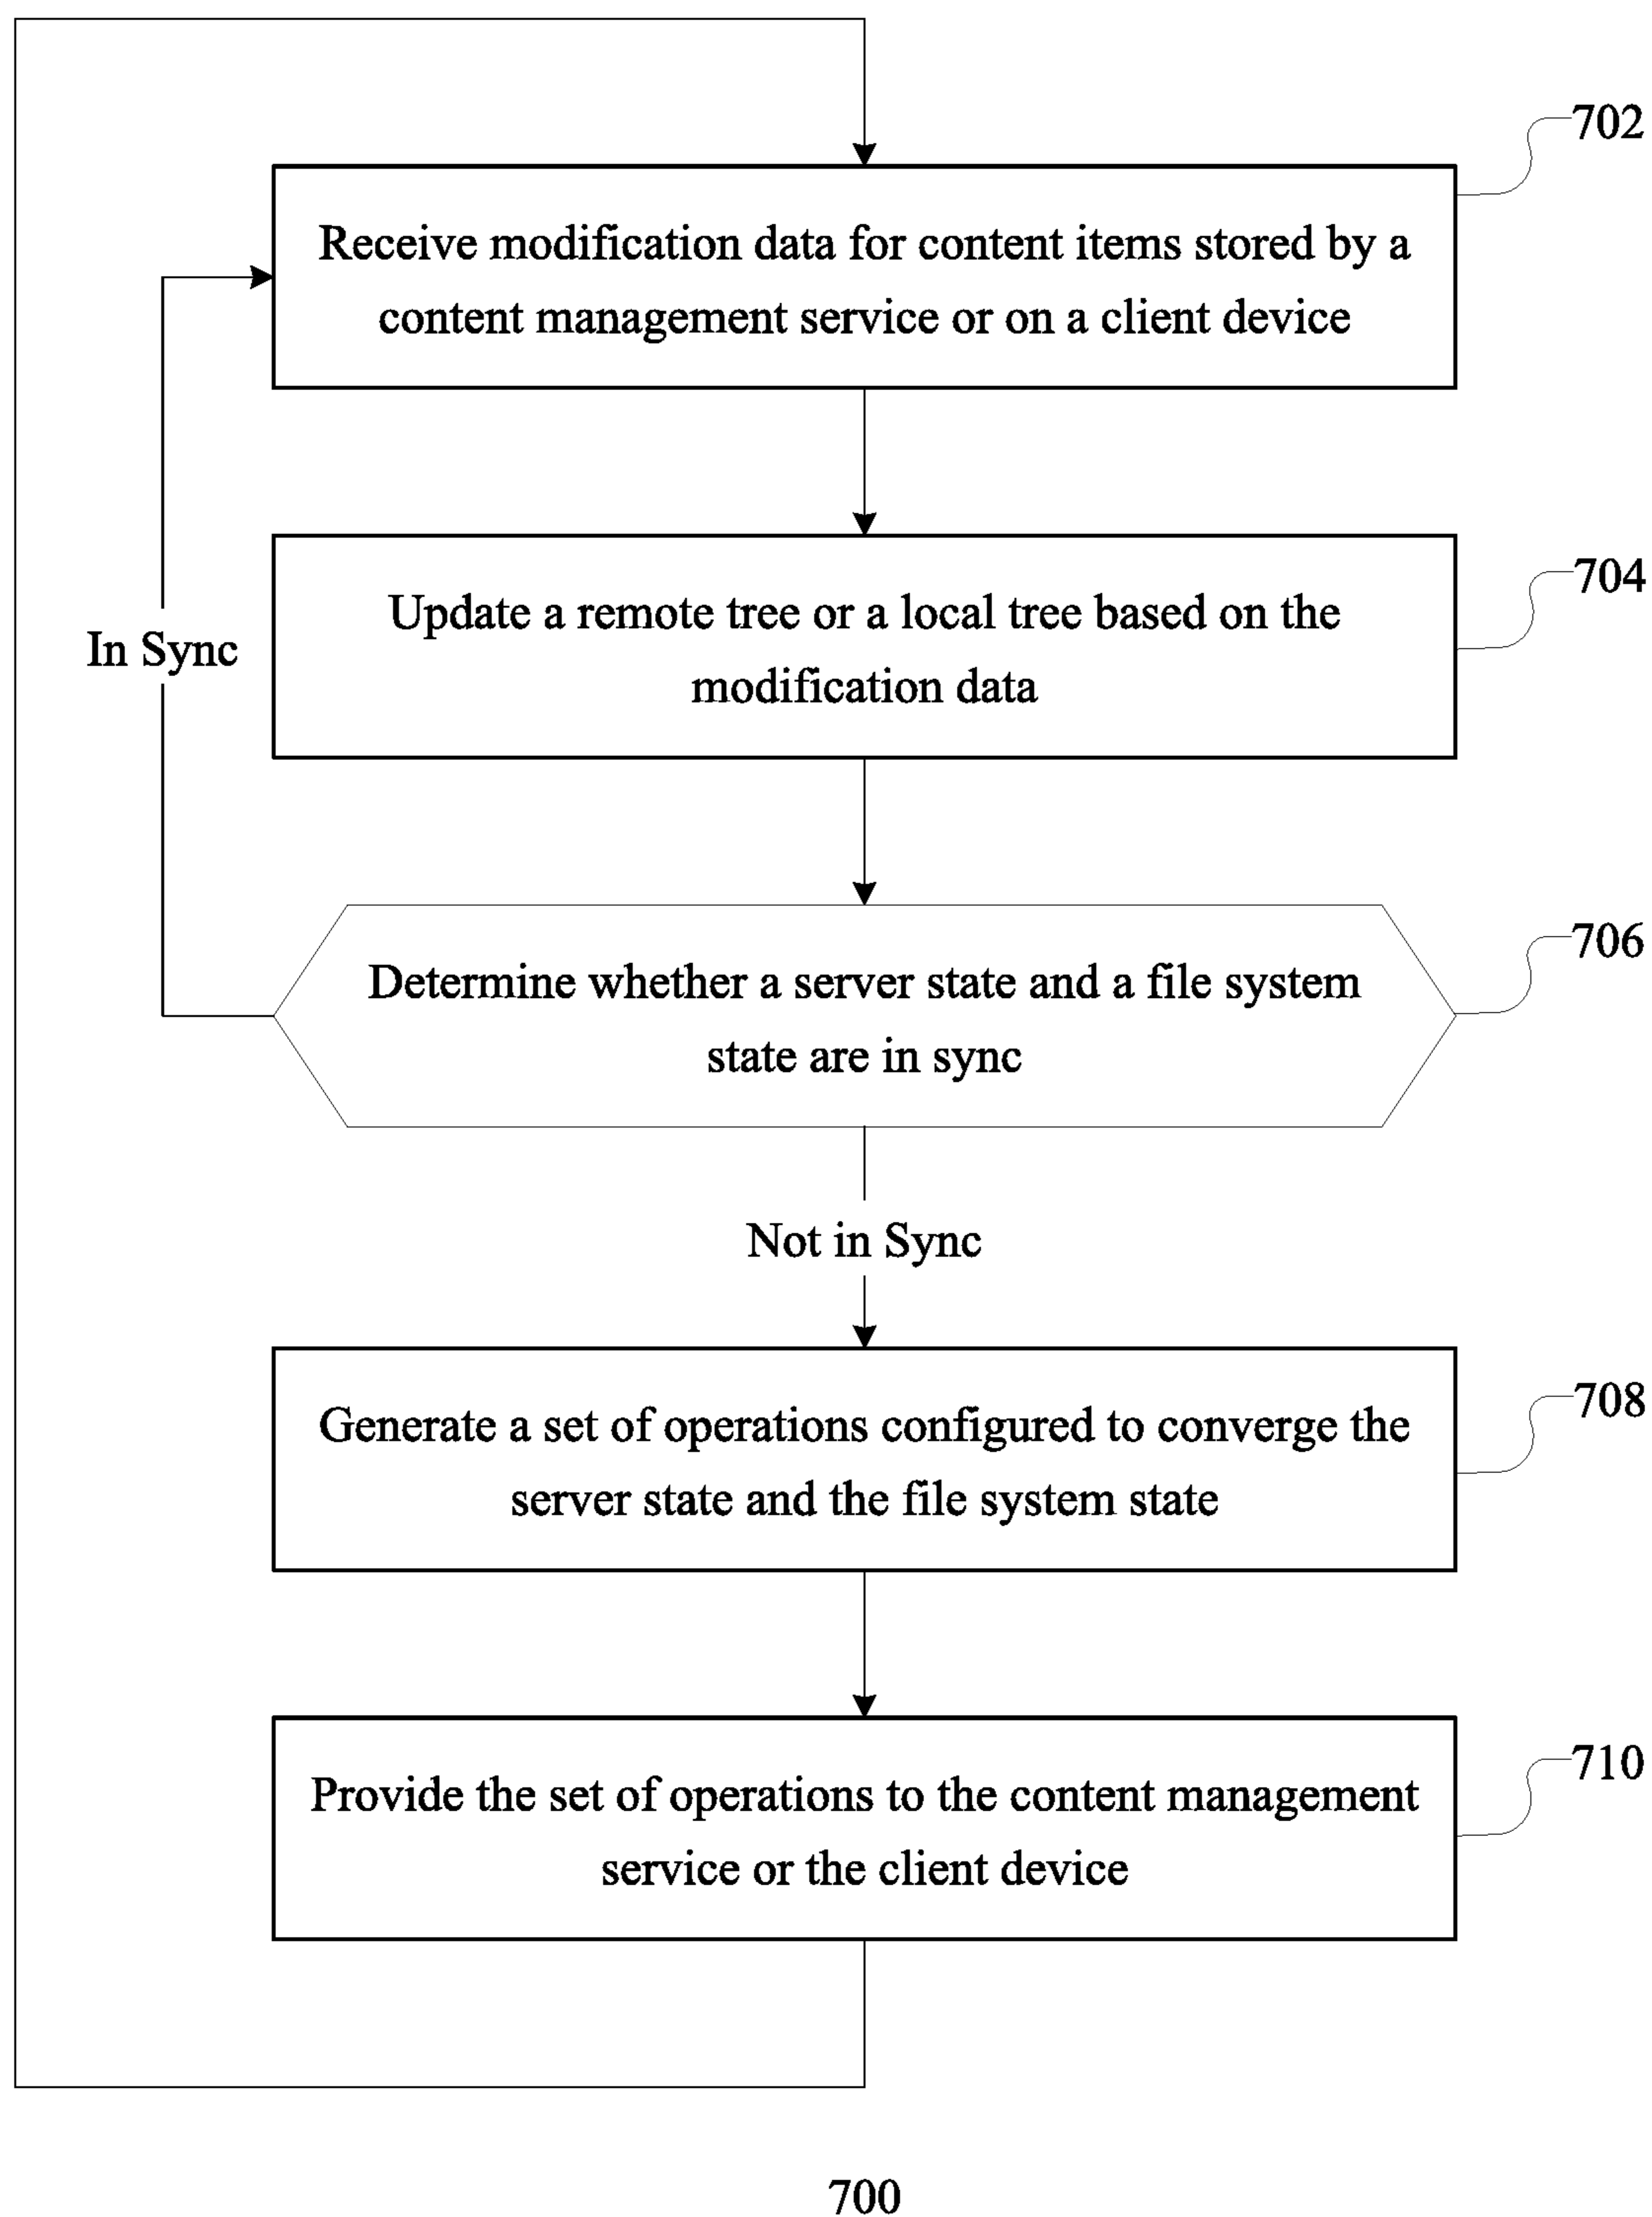 702
Receive modification data for content items stored by a
content management service or on a client device
704
Update a remote tree or a local tree based on the
modification data
In Sync
706
Determine whether a server state and a file system
state are in sync
Not in Sync
708
Generate a set of operations configured to converge the
server state and the file system state
710
Provide the set of operations to the content management
service or the client device
700